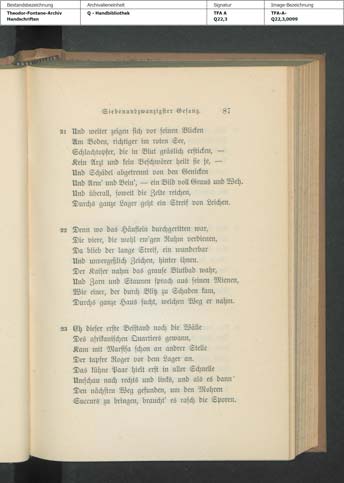 Bestandsbezeichnung Archivalieneinheit Signatur Image-Bezeichnung
Theodor-Fontane-Archiv Q - Handbibliothek TFA A TFA-A-
Handschriften Q22,3 Q22,3_0099
Siebenundzwanzigster Gesang. 87
21 Und weiter zeigen sich vor seinen Blicken
Am Boden, richtiger im roten See,
Schlachtopfer, die in Blut gräslich ersticken, —
Kein Arzt und kein Beschwörer heilt sie je, —
Und Schädel abgetrennt von den Genicken
Und Arm' und Bein', — ein Bild voll Graus und Weh.
Und überall, soweit die Zelte reichen,
Durchs ganze Lager geht ein Streif von Leichen.
22 Denn wo das Häuflein durchgeritten war,
Die viere, die wohl ew'gen Ruhm verdienen,
Da blieb der lange Streif, ein wunderbar
Und unvergeßlich Zeichen, hinter ihnen.
Der Kaiser nahm das grause Blutbad wahr,
Und Zorn und Staunen sprach aus seinen Mienen,
Wie einer, der durch Blitz zu Schaden kam,
Durchs ganze Haus sucht, welchen Weg er nahm.
23 Eh dieser erste Beistand noch die Wälle
Des afrikanischen Quartiers gewann,
Kam mit Marfisa schon an andrer Stelle
Der tapfre Roger vor dem Lager an.
Das kühne Paar hielt erst in aller Schnelle
Umschau nach rechts und links, und als es dann
Den nächsten Weg gefunden, um den Mohren
Succurs zu bringen, braucht' es rasch die Sporen.